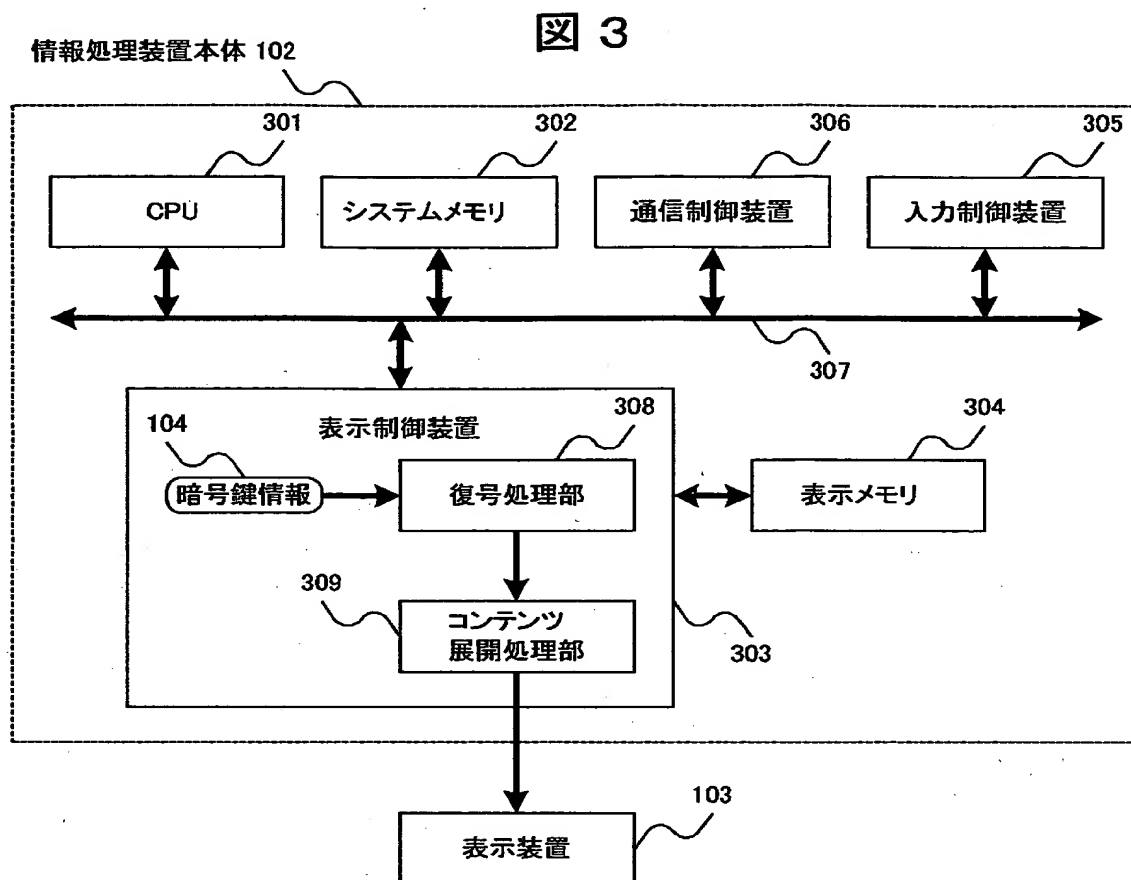 図 3
情報処理装置本体 102
301
302
306
305
CPU
システムメモリ
通信制御装置
入力制御装置
307
表示制御装置
104
308
304
暗号鍵情報
復号処理部
表示メモリ
309
コンテンツ
展開処理部
303
103
表示装置